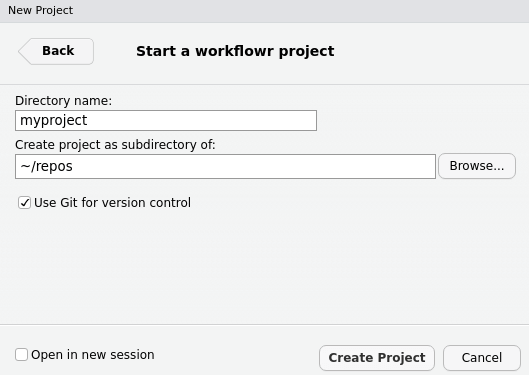 New Project
Back
Start a workflowr project
Directory name:
myproject
Create project as subdirectory of:
~/repos
Browse...
Use Git for version control
Open in new session
Create Project
Cancel